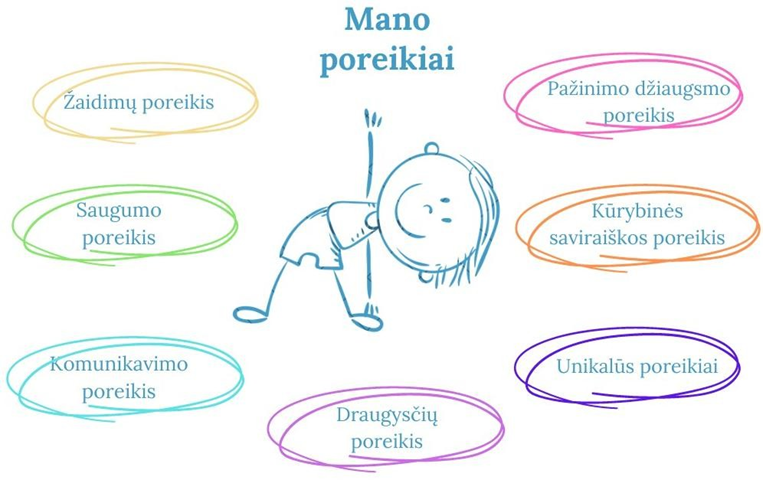 Mano
poreikiai
Žaidimų poreikis
Pažinimo džiaugsmo
poreikis
Saugumo
poreikis
Kūrybinės
saviraiškos poreikis
Komunikavimo
poreikis
Unikalūs poreikiai
Draugysčių
poreikis